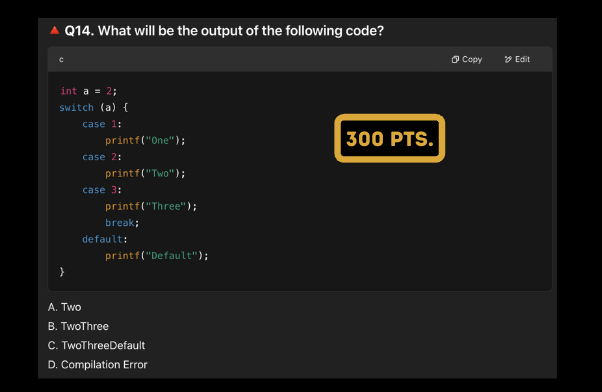 🔺 Q14. What will be the output of the following code?
c
Copy
Edit
int a = 2;
switch (a) {
    case 1:
        printf("One");
    case 2:
        printf("Two");
    case 3:
        printf("Three");
        break;
    default:
        printf("Default");
}
300 PTS.
A. Two
B. TwoThree
C. TwoThreeDefault
D. Compilation Error